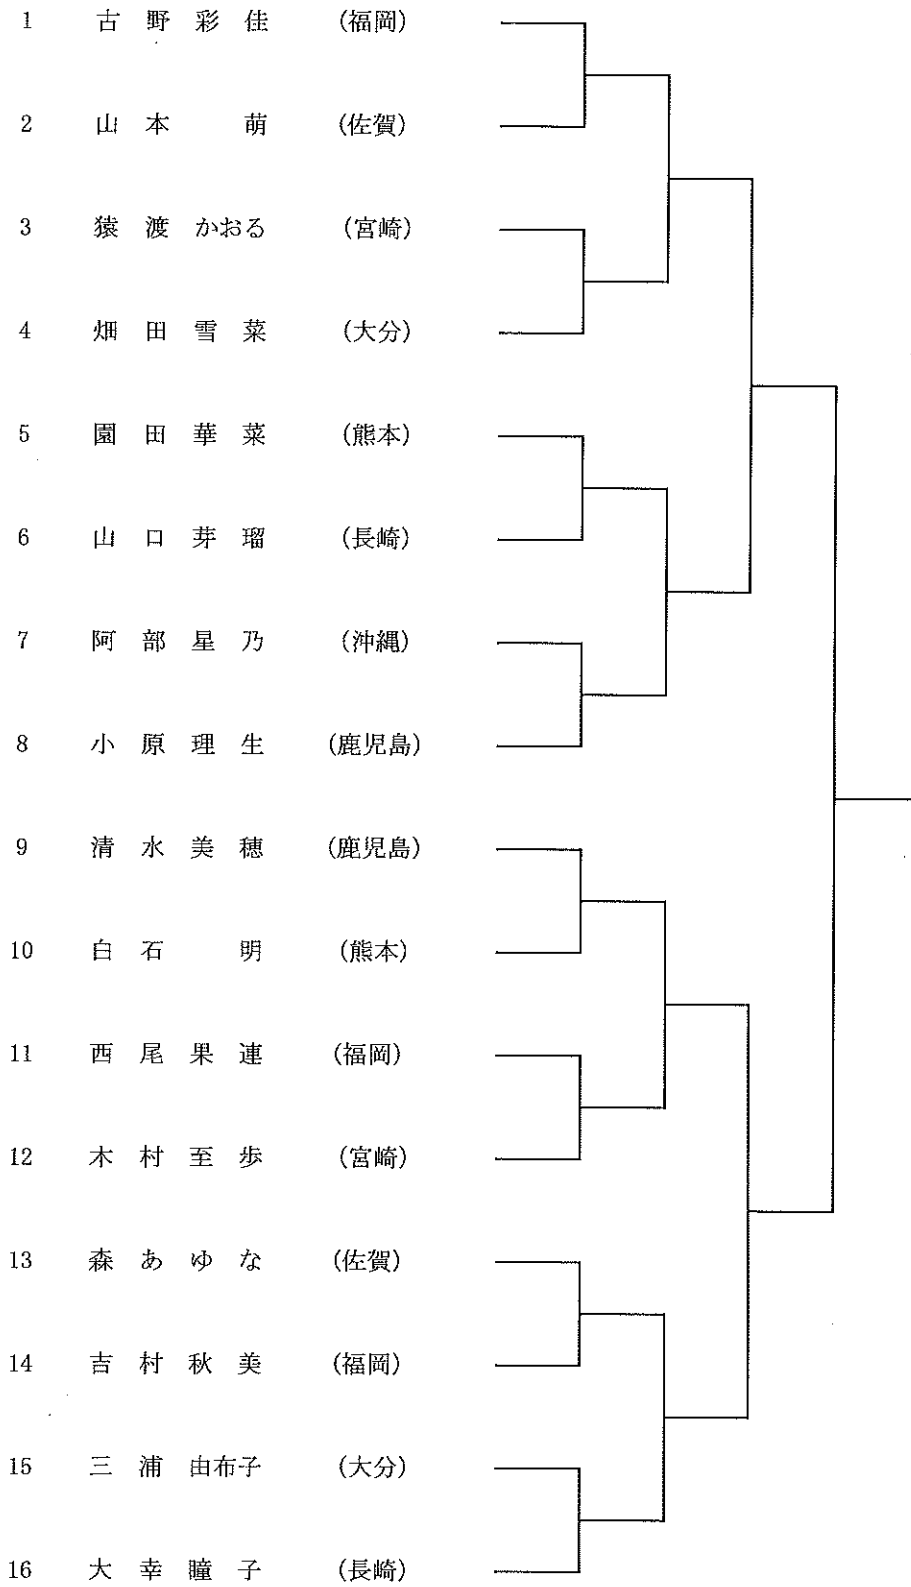 1 古野彩佳 (福岡)
2 山本 萌 (佐賀)
3 猿渡かおる (宮崎)
4 畑田雪菜 (大分)
5 園田華菜 (熊本)
6 山口芽瑠 (長崎)
7 阿部星乃 (沖縄)
8 小原理生 (鹿児島)
9 清水美穂 (鹿児島)
10 白石 明 (熊本)
11 西尾果連 (福岡)
12 木村至歩 (宮崎)
13 森あゆな (佐賀)
14 吉村秋美 (福岡)
15 三浦由布子 (大分)
16 大幸瞳子 (長崎)